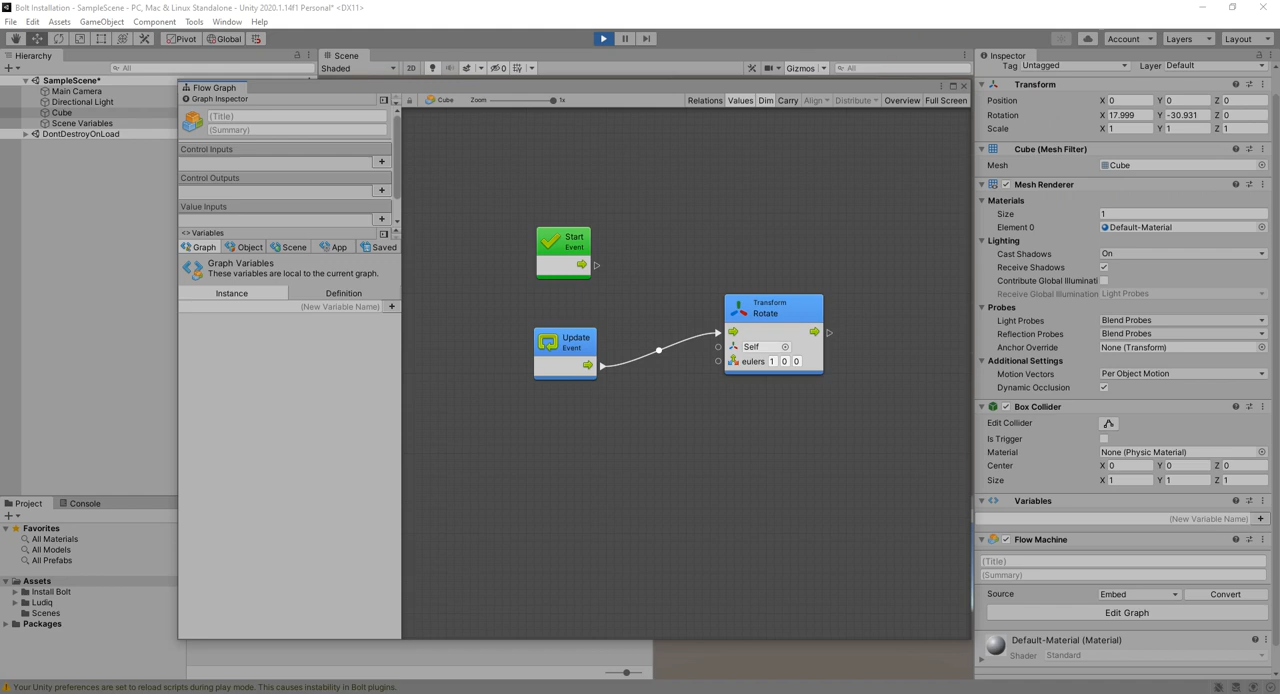 Bolt Installation - SampleScene - PC, Mac & Linux Standalone - Unity 2020.1.14f1 Personal* <DX11>
File Edit Assets GameObject Component Tools Window Help
Pivot Global Account Layers Layout
Hierarchy Scene Inspector
All Shaded 2D 0 Gizmos All Tag Untagged Layer Default
SampleScene*
Main Camera
Directional Light
Cube
Scene Variables
DontDestroyOnLoad
Flow Graph
Graph Inspector
Cube Zoom 1x Relations Values Dim Carry Align Distribute Overview Full Screen
(Title)
(Summary)
Control Inputs
Control Outputs
Value Inputs
<> Variables
Graph Object Scene App Saved
Graph Variables
These variables are local to the current graph.
Instance Definition
(New Variable Name)
Start
Event
Update
Event
Transform
Rotate
Self
eulers 1 0 0
Transform
Position X 0 Y 0 Z 0
Rotation X 17.999 Y -30.931 Z 0
Scale X 1 Y 1 Z 1
Cube (Mesh Filter)
Mesh Cube
Mesh Renderer
Materials
Size 1
Element 0 Default-Material
Lighting
Cast Shadows On
Receive Shadows
Contribute Global Illuminati
Receive Global Illumination Light Probes
Probes
Light Probes Blend Probes
Reflection Probes Blend Probes
Anchor Override None (Transform)
Additional Settings
Motion Vectors Per Object Motion
Dynamic Occlusion
Box Collider
Edit Collider
Is Trigger
Material None (Physic Material)
Center X 0 Y 0 Z 0
Size X 1 Y 1 Z 1
Variables
(New Variable Name)
Flow Machine
(Title)
(Summary)
Source Embed Convert
Edit Graph
Default-Material (Material)
Shader Standard
Project Console
Favorites
All Materials
All Models
All Prefabs
Assets
Install Bolt
Ludiq
Scenes
Packages
Your Unity preferences are set to reload scripts during play mode. This causes instability in Bolt plugins.